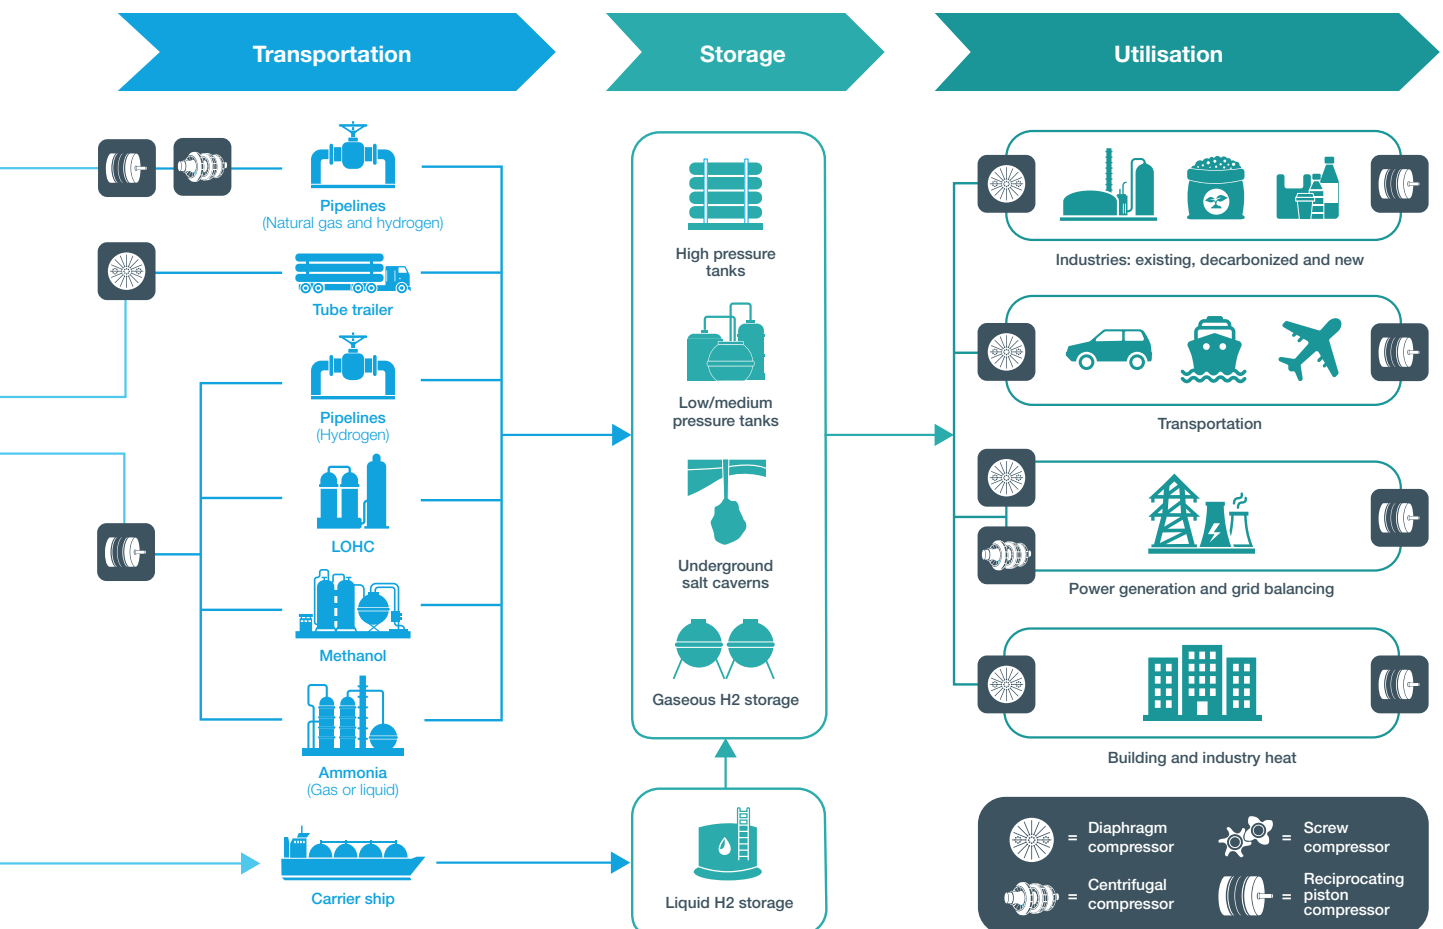 Transportation
Storage
Utilisation
Pipelines
(Natural gas and hydrogen)
Tube trailer
Pipelines
(Hydrogen)
LOHC
Methanol
Ammonia
(Gas or liquid)
Carrier ship
High pressure
tanks
Low/medium
pressure tanks
Underground
salt caverns
Gaseous H2 storage
Liquid H2 storage
Industries: existing, decarbonized and new
Transportation
Power generation and grid balancing
Building and industry heat
= Diaphragm
compressor
= Screw
compressor
= Centrifugal
compressor
= Reciprocating
piston
compressor